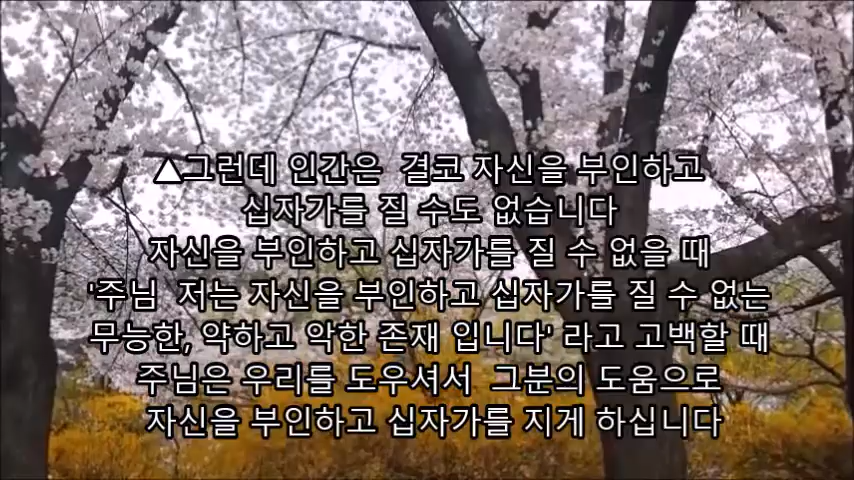 ▲그런데 인간은  결코 자신을 부인하고
십자가를 질 수도 없습니다
자신을 부인하고 십자가를 질 수 없을 때
'주님  저는 자신을 부인하고 십자가를 질 수 없는
무능한, 약하고 악한 존재 입니다' 라고 고백할 때
주님은 우리를 도우셔서  그분의 도움으로
자신을 부인하고 십자가를 지게 하십니다